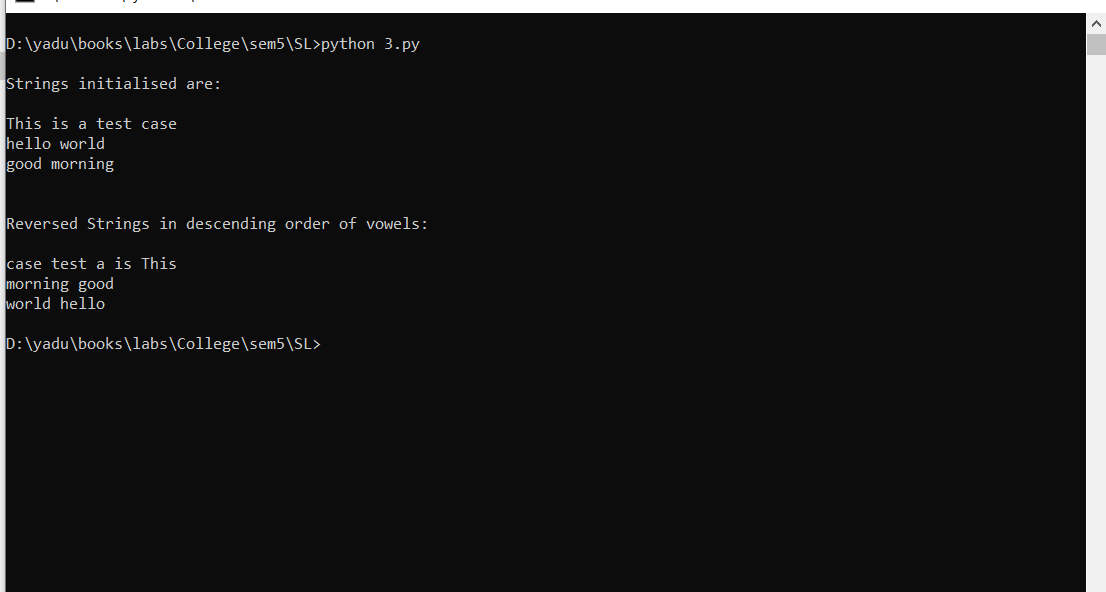 D:\yadu\books\labs\College\sem5\SL>python 3.py
Strings initialised are:
This is a test case
hello world
good morning
Reversed Strings in descending order of vowels:
case test a is This
morning good
world hello
D:\yadu\books\labs\College\sem5\SL>